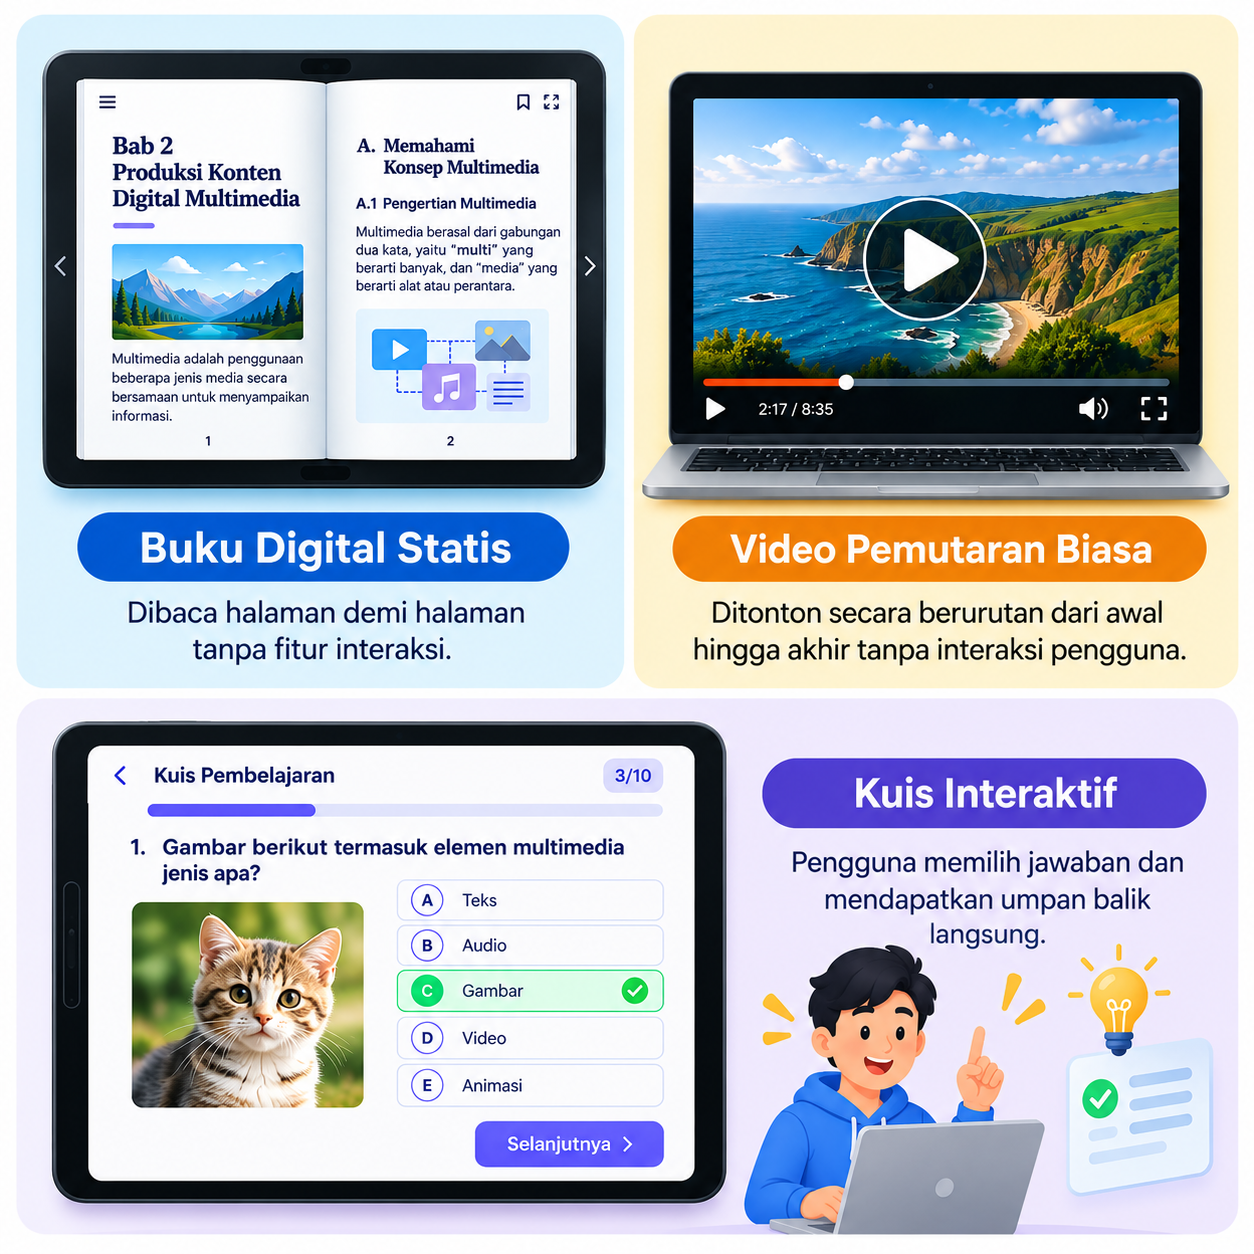 Bab 2
Produksi Konten
Digital Multimedia
Multimedia adalah penggunaan
beberapa jenis media secara
bersamaan untuk menyampaikan
informasi.
1
A. Memahami
Konsep Multimedia
A.1 Pengertian Multimedia
Multimedia berasal dari gabungan
dua kata, yaitu “multi” yang
berarti banyak, dan “media” yang
berarti alat atau perantara.
2
Buku Digital Statis
Dibaca halaman demi halaman
tanpa fitur interaksi.
2:17 / 8:35
Video Pemutaran Biasa
Ditonton secara berurutan dari awal
hingga akhir tanpa interaksi pengguna.
Kuis Pembelajaran
3/10
1. Gambar berikut termasuk elemen multimedia
jenis apa?
A Teks
B Audio
C Gambar
D Video
E Animasi
Selanjutnya
Kuis Interaktif
Pengguna memilih jawaban dan
mendapatkan umpan balik
langsung.